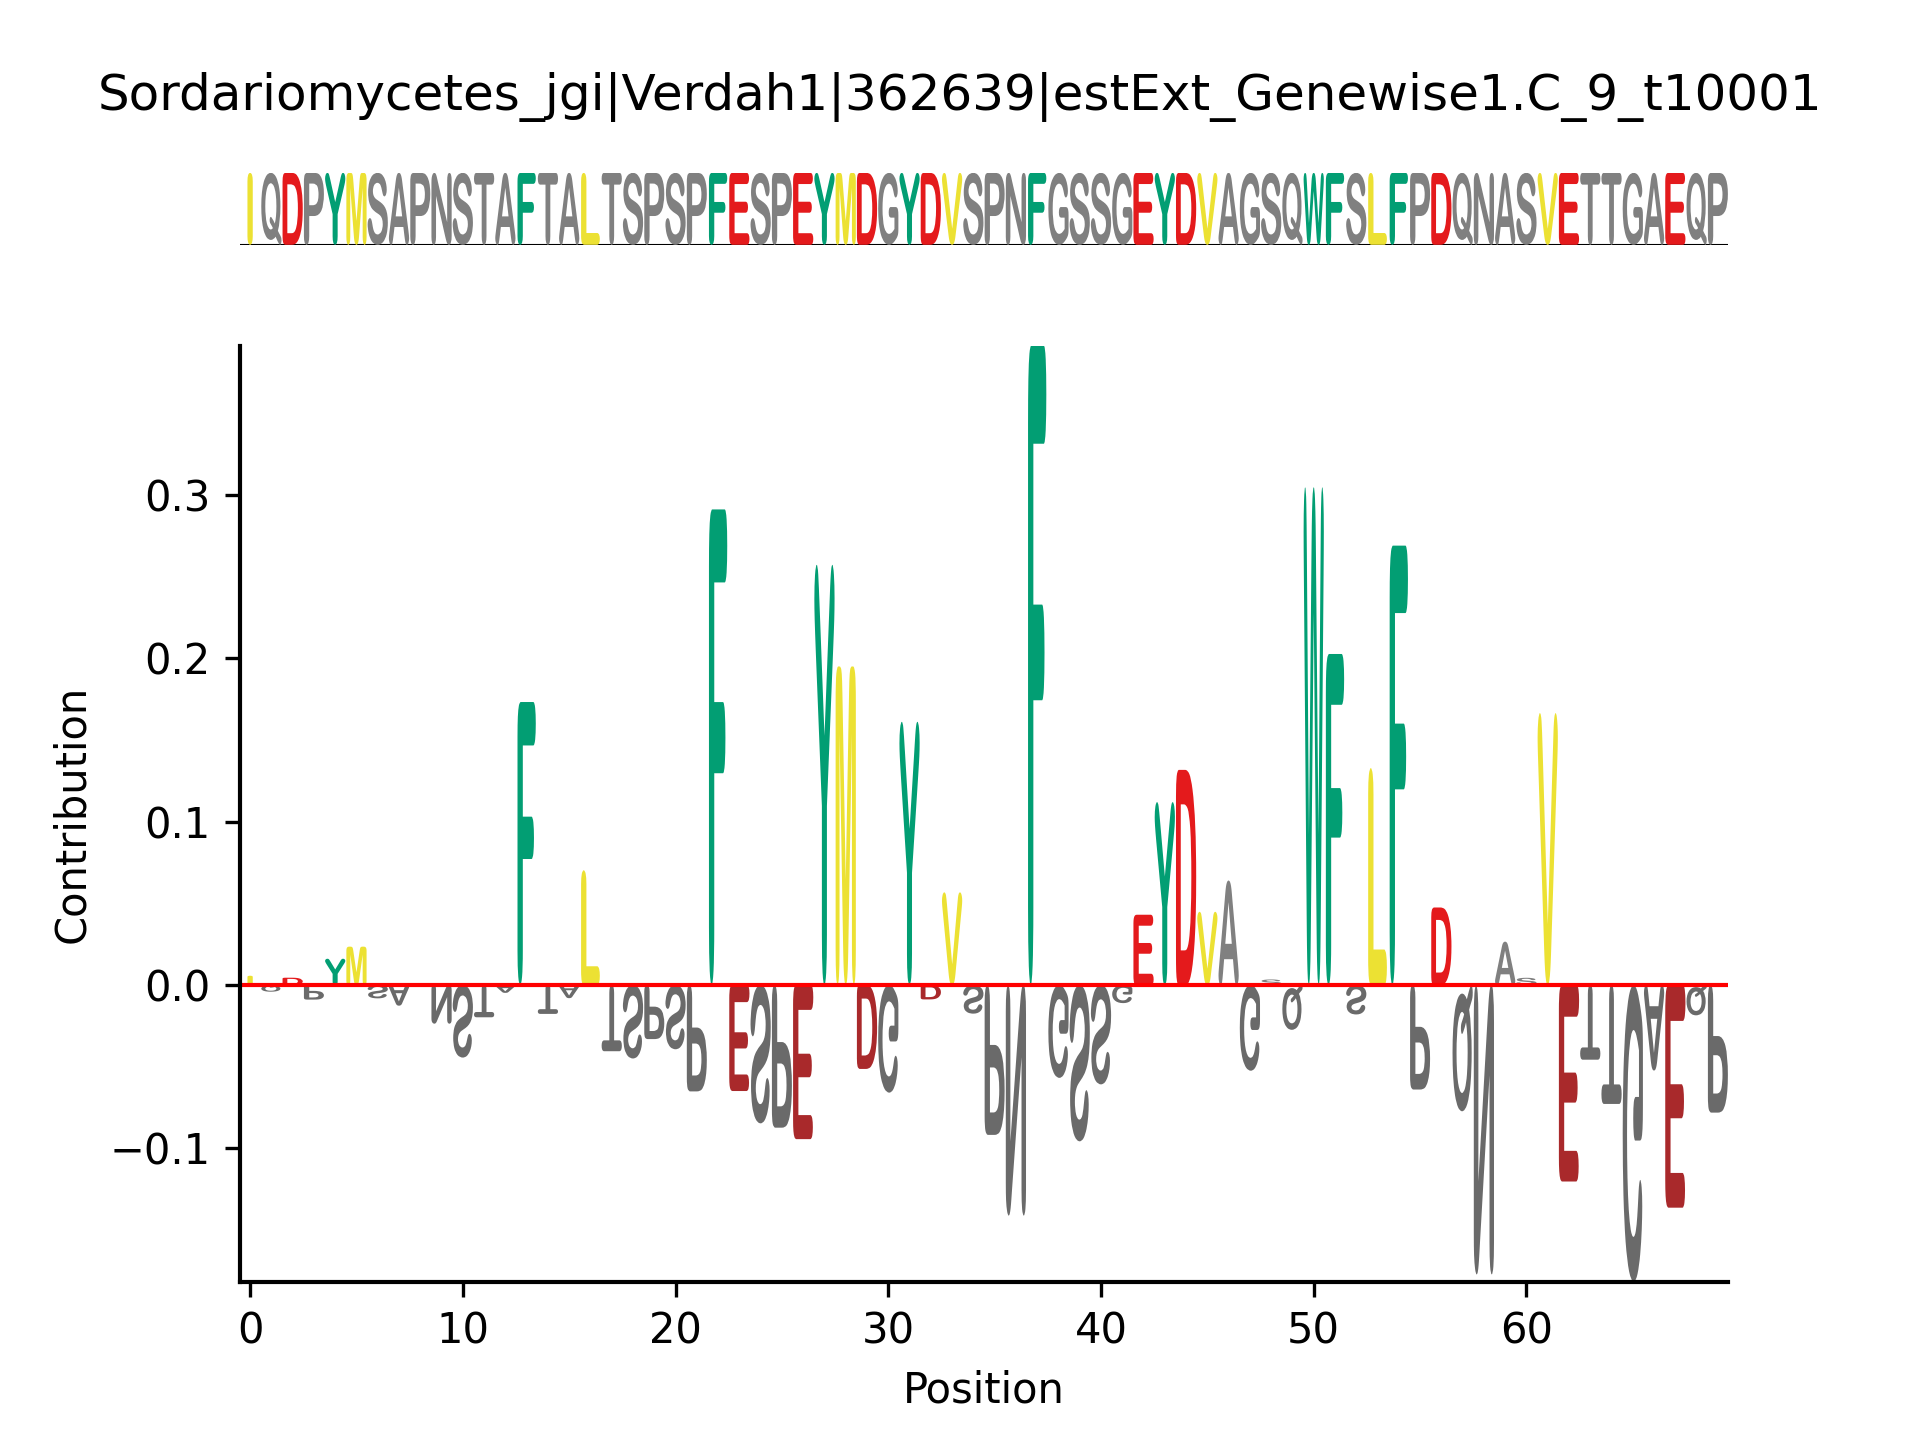 Sordariomycetes_jgi|Verdah1|362639|estExt_Genewise1.C_9_t10001
IQDPYMSAPNSTAFTALTSPSPFESPEYMDGYDVSPNFGSSGEYDVAGSQWFSLFPDQNASVETTGAEQP
0.3
0.2
0.1
0.0
−0.1
Contribution
0 10 20 30 40 50 60
Position